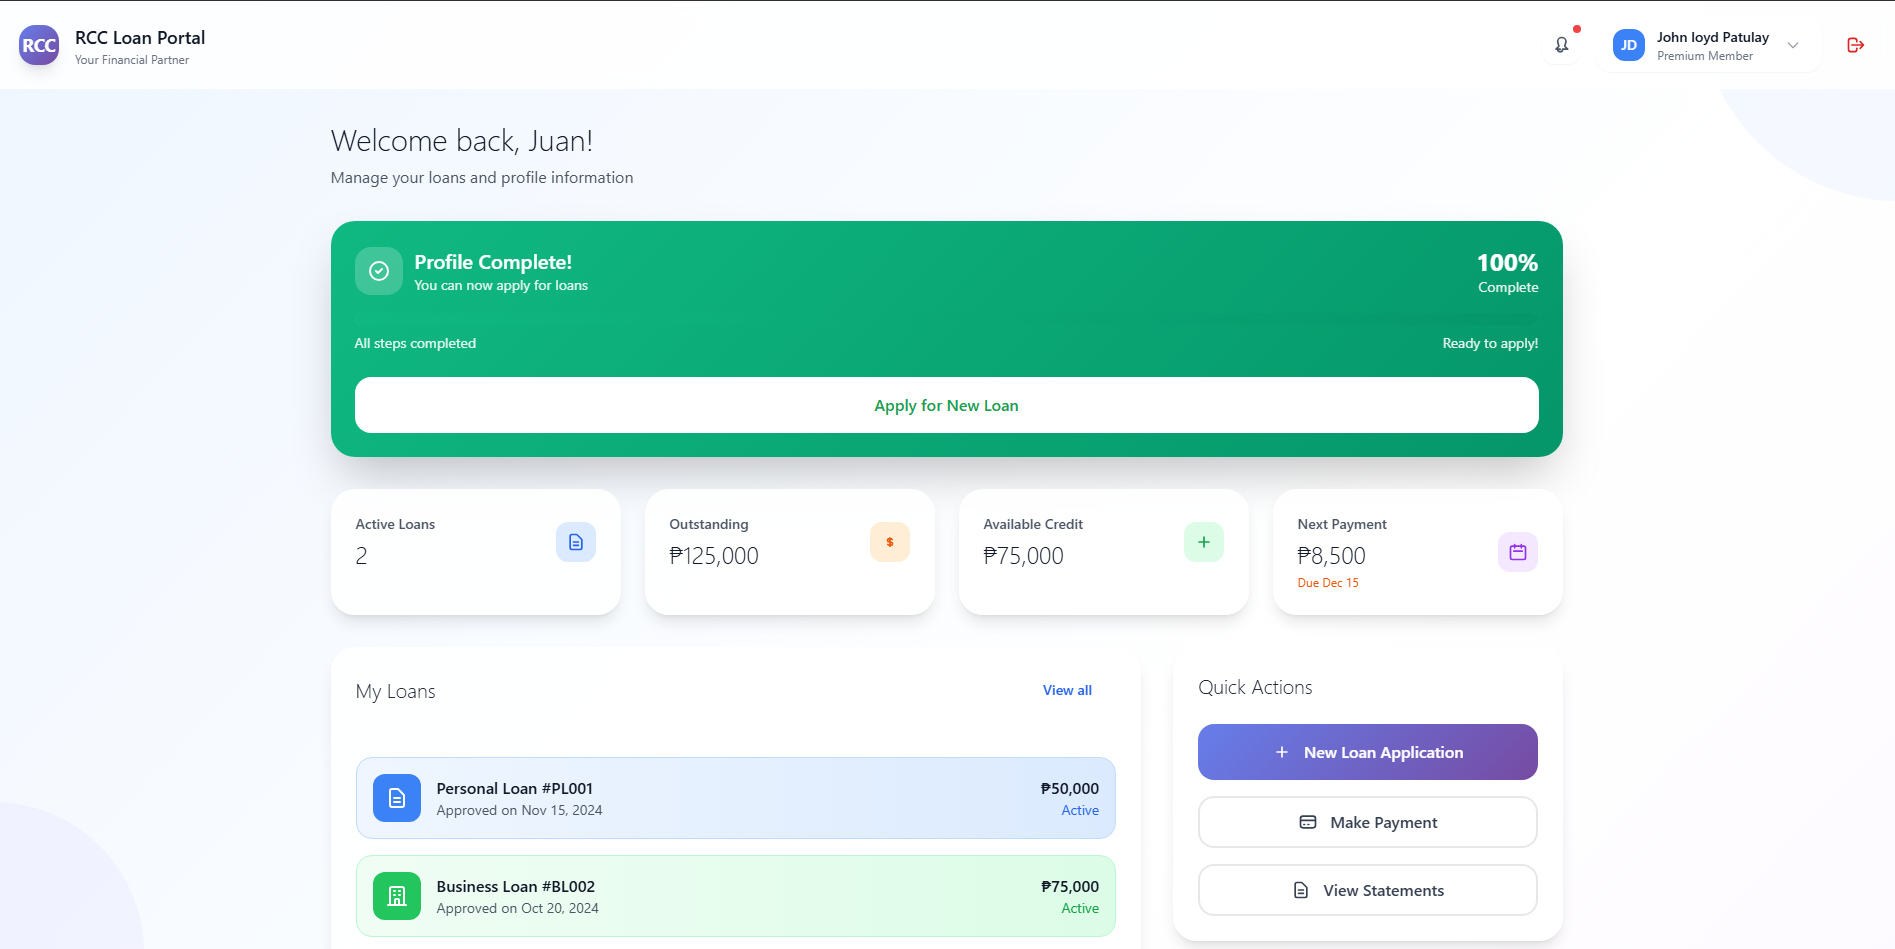 RCC
RCC Loan Portal
Your Financial Partner
JD
John loyd Patulay
Premium Member
Welcome back, Juan!
Manage your loans and profile information
Profile Complete!
You can now apply for loans
100%
Complete
All steps completed
Ready to apply!
Apply for New Loan
Active Loans
2
Outstanding
₱125,000
$
Available Credit
₱75,000
Next Payment
₱8,500
Due Dec 15
My Loans
View all
Personal Loan #PL001
Approved on Nov 15, 2024
₱50,000
Active
Business Loan #BL002
Approved on Oct 20, 2024
₱75,000
Active
Quick Actions
New Loan Application
Make Payment
View Statements